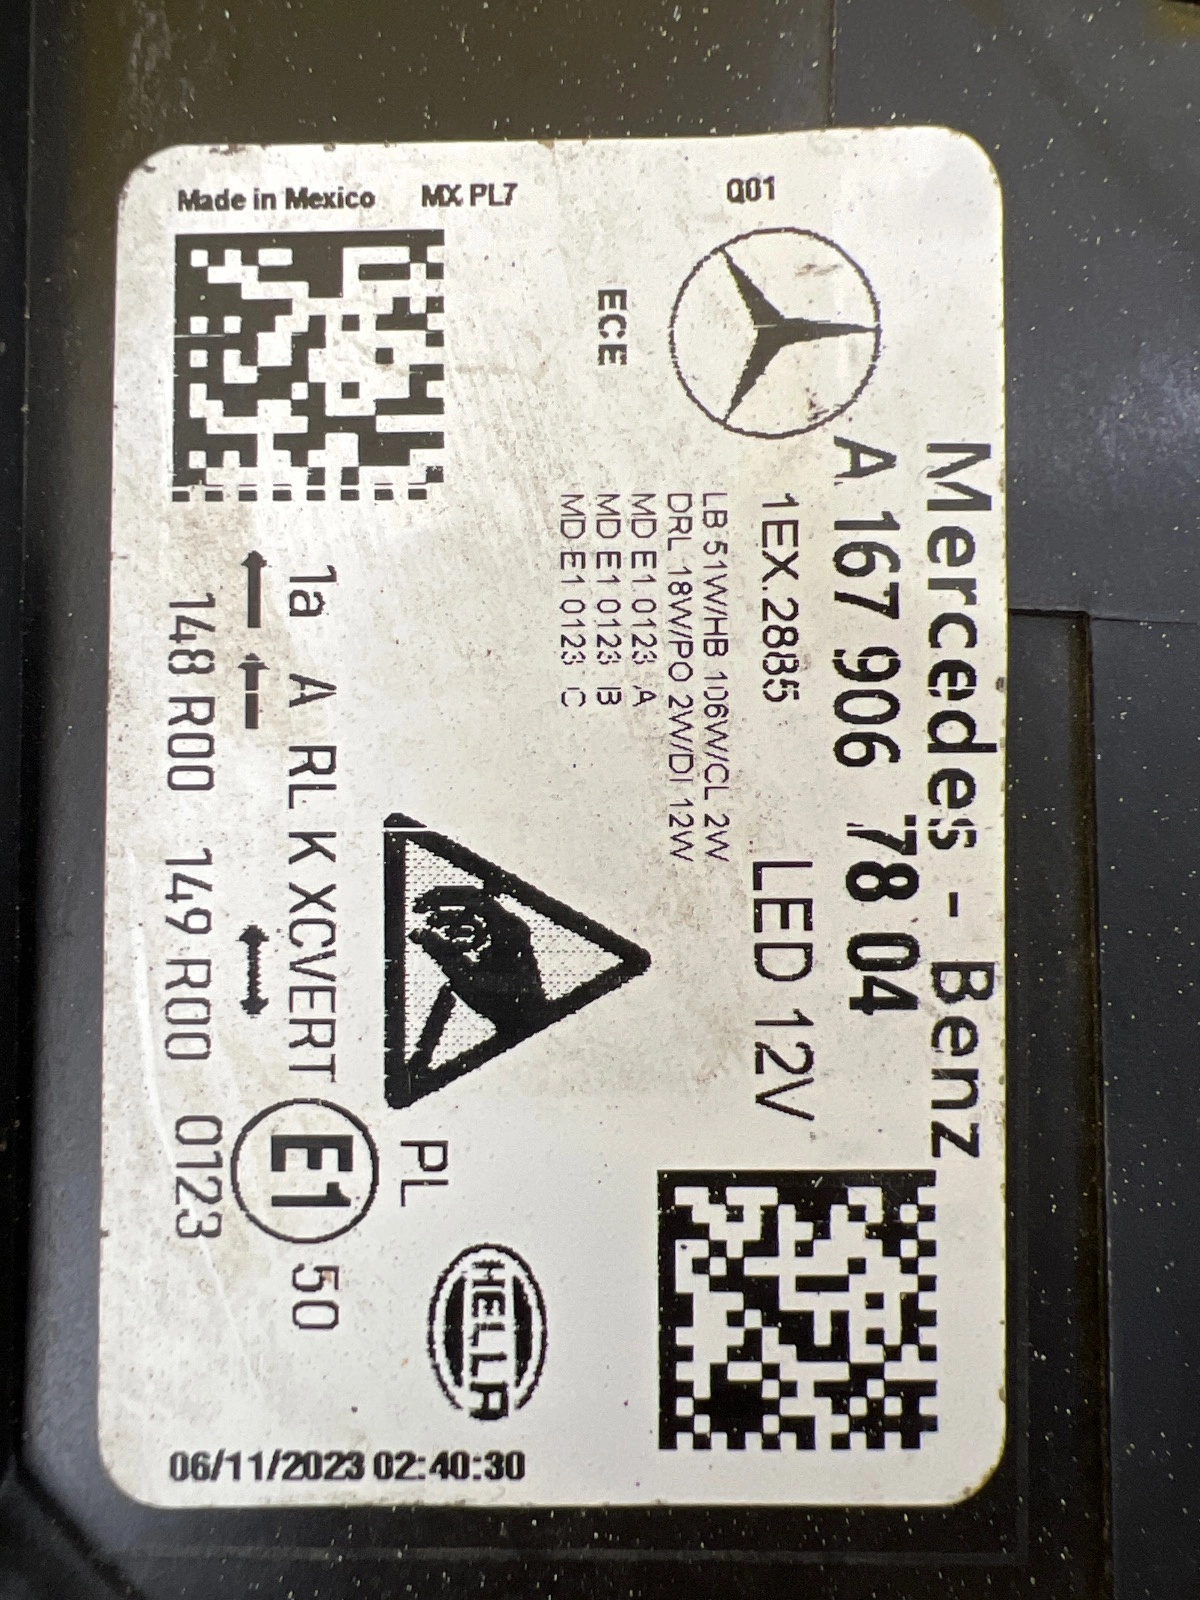 Made in Mexico MX PL7 Q01
Mercedes - Benz
A 167 906 78 04
1EX.2885 LED 12V
LB 51W/HB 106W/CL 2W
DRL 18W/PO 2W/DI 12W
ECE
MD E1 0123 A
MD E1 0123 B
MD E1 0123 C
PL
HELLA
1a A RL K XCVERT E1 50
148 R00 149 R00 0123
06/11/2023 02:40:30